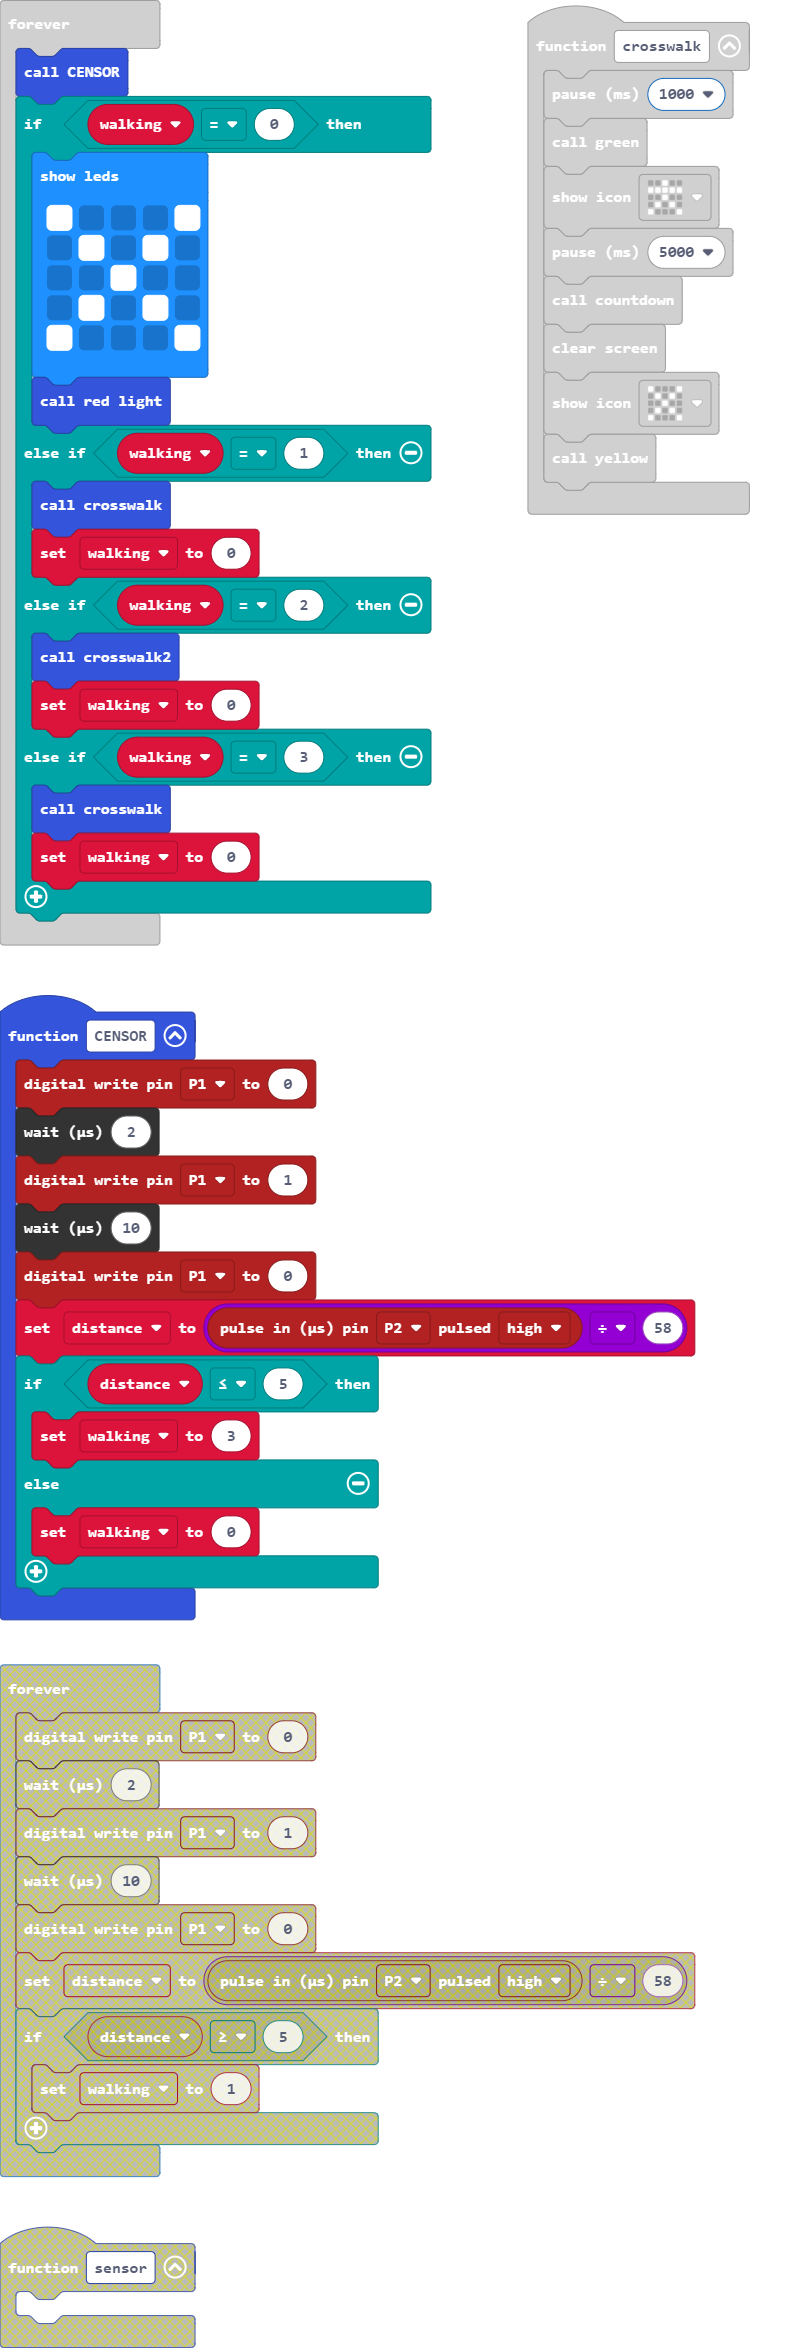 forever
call CENSOR
if walking = 0 then
show leds
call red light
else if walking = 1 then
call crosswalk
set walking to 0
else if walking = 2 then
call crosswalk2
set walking to 0
else if walking = 3 then
call crosswalk
set walking to 0
function crosswalk
pause (ms) 1000
call green
show icon
pause (ms) 5000
call countdown
clear screen
show icon
call yellow
function CENSOR
digital write pin P1 to 0
wait (µs) 2
digital write pin P1 to 1
wait (µs) 10
digital write pin P1 to 0
set distance to pulse in (µs) pin P2 pulsed high ÷ 58
if distance ≤ 5 then
set walking to 3
else
set walking to 0
forever
digital write pin P1 to 0
wait (µs) 2
digital write pin P1 to 1
wait (µs) 10
digital write pin P1 to 0
set distance to pulse in (µs) pin P2 pulsed high ÷ 58
if distance ≥ 5 then
set walking to 1
function sensor